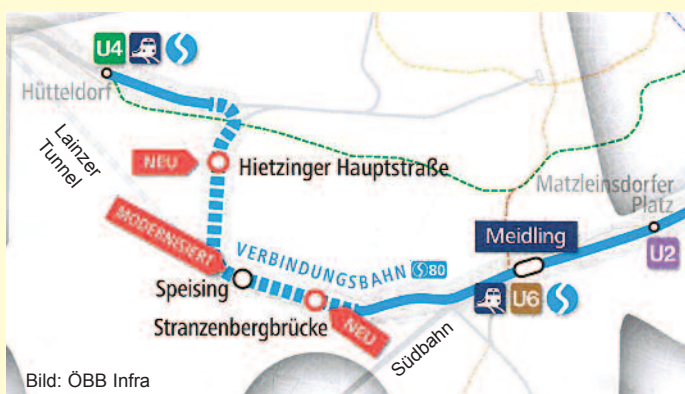 U4
Hütteldorf
Lainzer
Tunnel
NEU
Hietzinger Hauptstraße
MODERNISIERT
Matzleinsdorfer
Platz
Meidling
U2
VERBINDUNGSBAHN S80
Speising
U6
Stranzenbergbrücke
NEU
Südbahn
Bild: ÖBB Infra